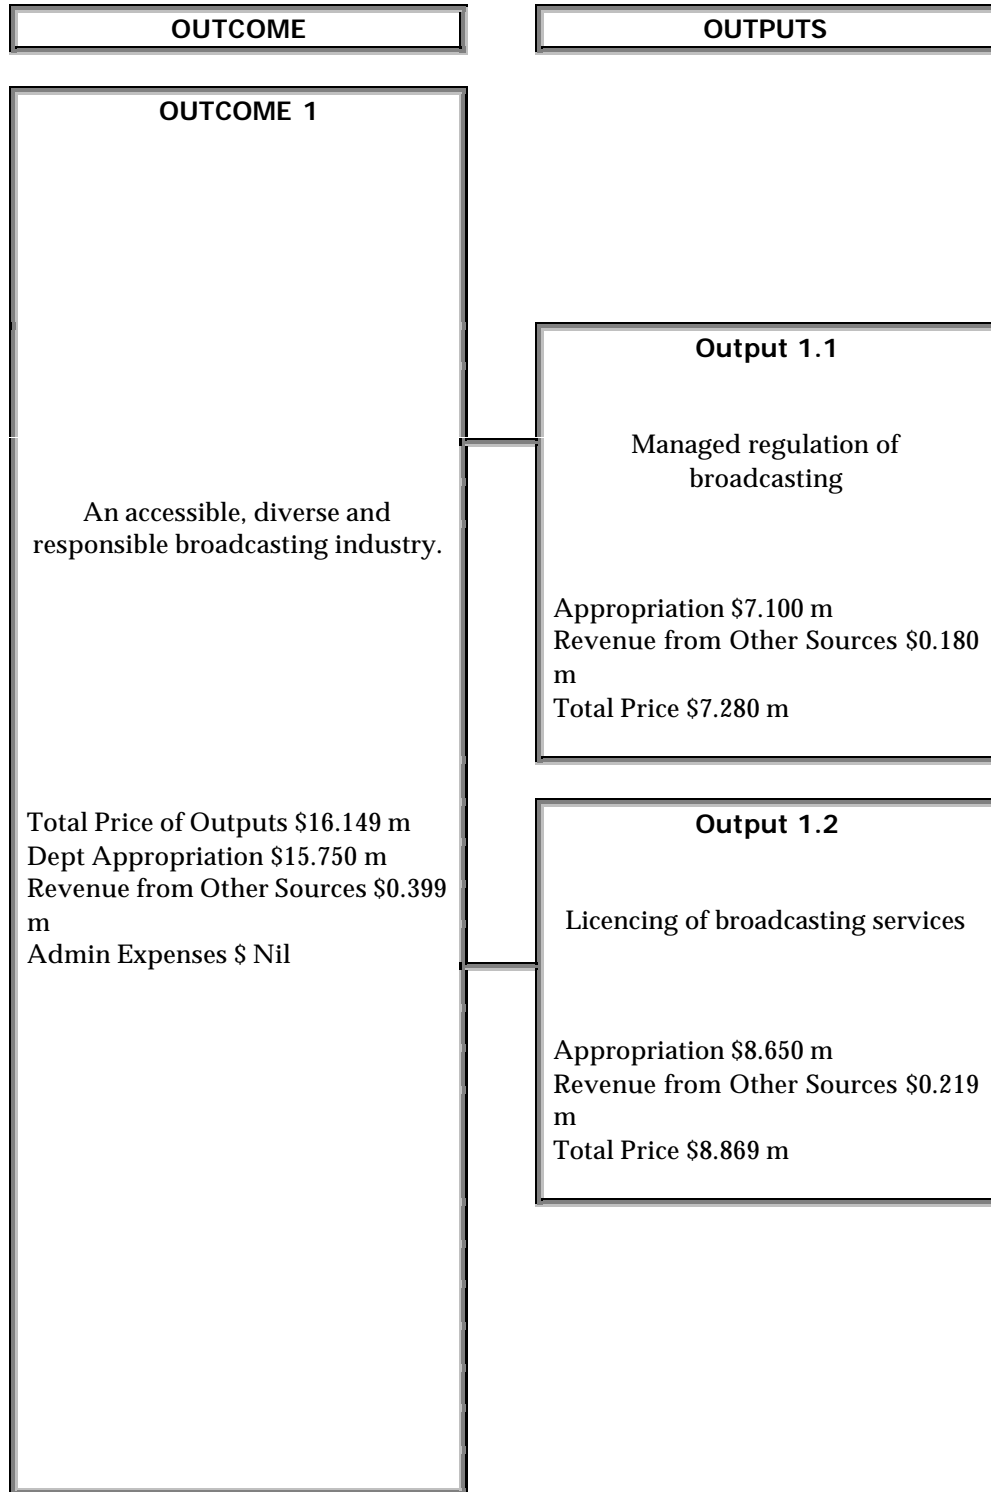 OUTCOME
OUTPUTS
OUTCOME 1
An accessible, diverse and
responsible broadcasting industry.
Total Price of Outputs $16.149 m
Dept Appropriation $15.750 m
Revenue from Other Sources $0.399
m
Admin Expenses $ Nil
Output 1.1
Managed regulation of
broadcasting
Appropriation $7.100 m
Revenue from Other Sources $0.180
m
Total Price $7.280 m
Output 1.2
Licencing of broadcasting services
Appropriation $8.650 m
Revenue from Other Sources $0.219
m
Total Price $8.869 m